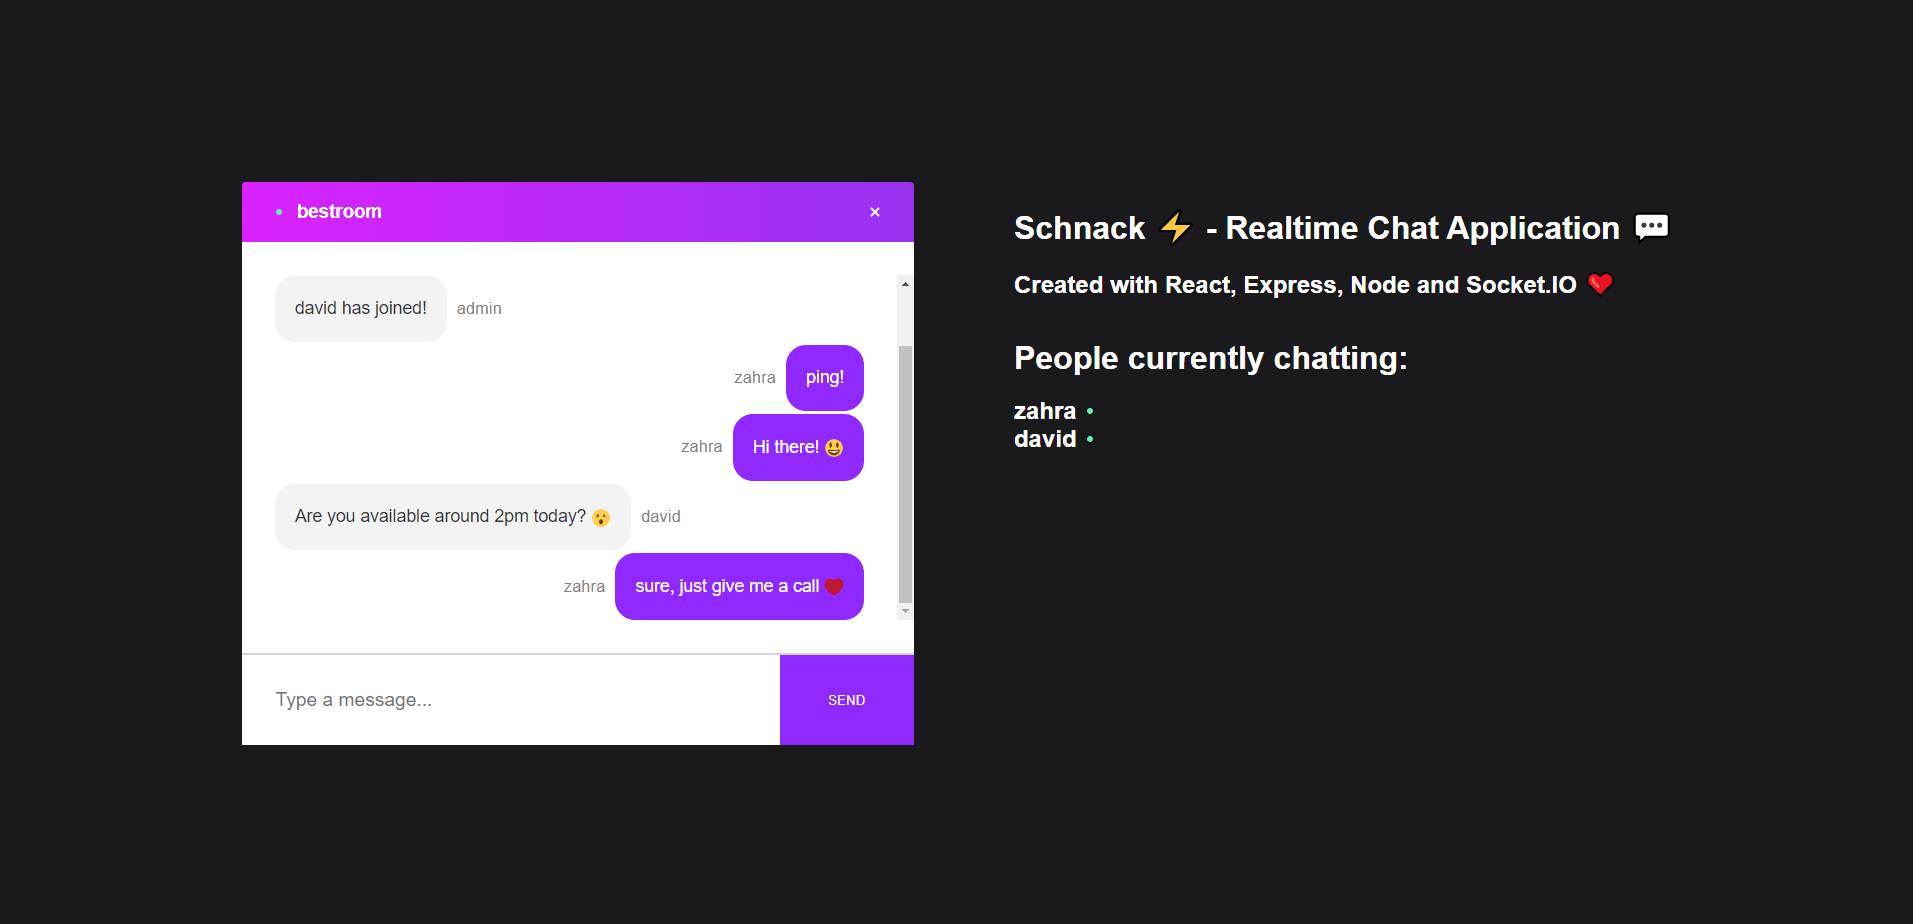 bestroom ×
david has joined! admin
zahra ping!
zahra Hi there! 😃
Are you available around 2pm today? 😮 david
zahra sure, just give me a call ❤️
Type a message...
SEND
Schnack ⚡ - Realtime Chat Application 💬
Created with React, Express, Node and Socket.IO ❤️
People currently chatting:
zahra
david